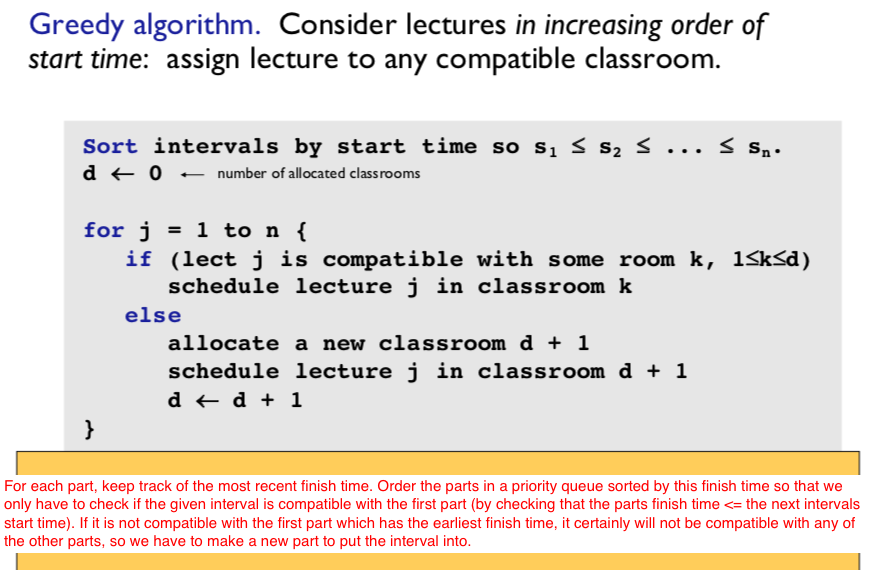 Greedy algorithm. Consider lectures in increasing order of
start time: assign lecture to any compatible classroom.
Sort intervals by start time so s₁ ≤ s₂ ≤ ... ≤ sₙ.
d ← 0 ← number of allocated classrooms
for j = 1 to n {
if (lect j is compatible with some room k, 1≤k≤d)
schedule lecture j in classroom k
else
allocate a new classroom d + 1
schedule lecture j in classroom d + 1
d ← d + 1
}
For each part, keep track of the most recent finish time. Order the parts in a priority queue sorted by this finish time so that we
only have to check if the given interval is compatible with the first part (by checking that the parts finish time <= the next intervals
start time). If it is not compatible with the first part which has the earliest finish time, it certainly will not be compatible with any of
the other parts, so we have to make a new part to put the interval into.